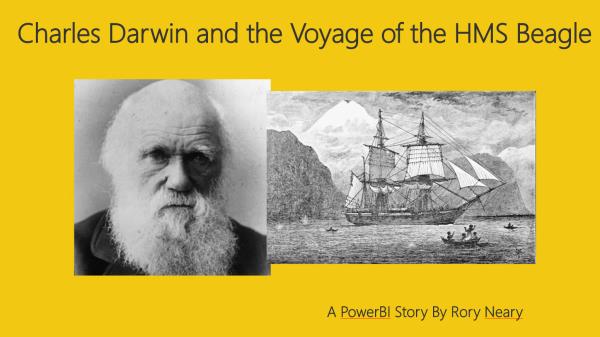 Charles Darwin and the Voyage of the HMS Beagle
A PowerBI Story By Rory Neary